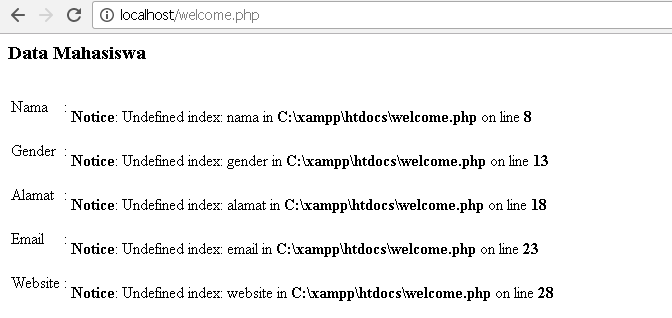 localhost/welcome.php
Data Mahasiswa
Nama : Notice: Undefined index: nama in C:\xampp\htdocs\welcome.php on line 8
Gender : Notice: Undefined index: gender in C:\xampp\htdocs\welcome.php on line 13
Alamat : Notice: Undefined index: alamat in C:\xampp\htdocs\welcome.php on line 18
Email : Notice: Undefined index: email in C:\xampp\htdocs\welcome.php on line 23
Website : Notice: Undefined index: website in C:\xampp\htdocs\welcome.php on line 28